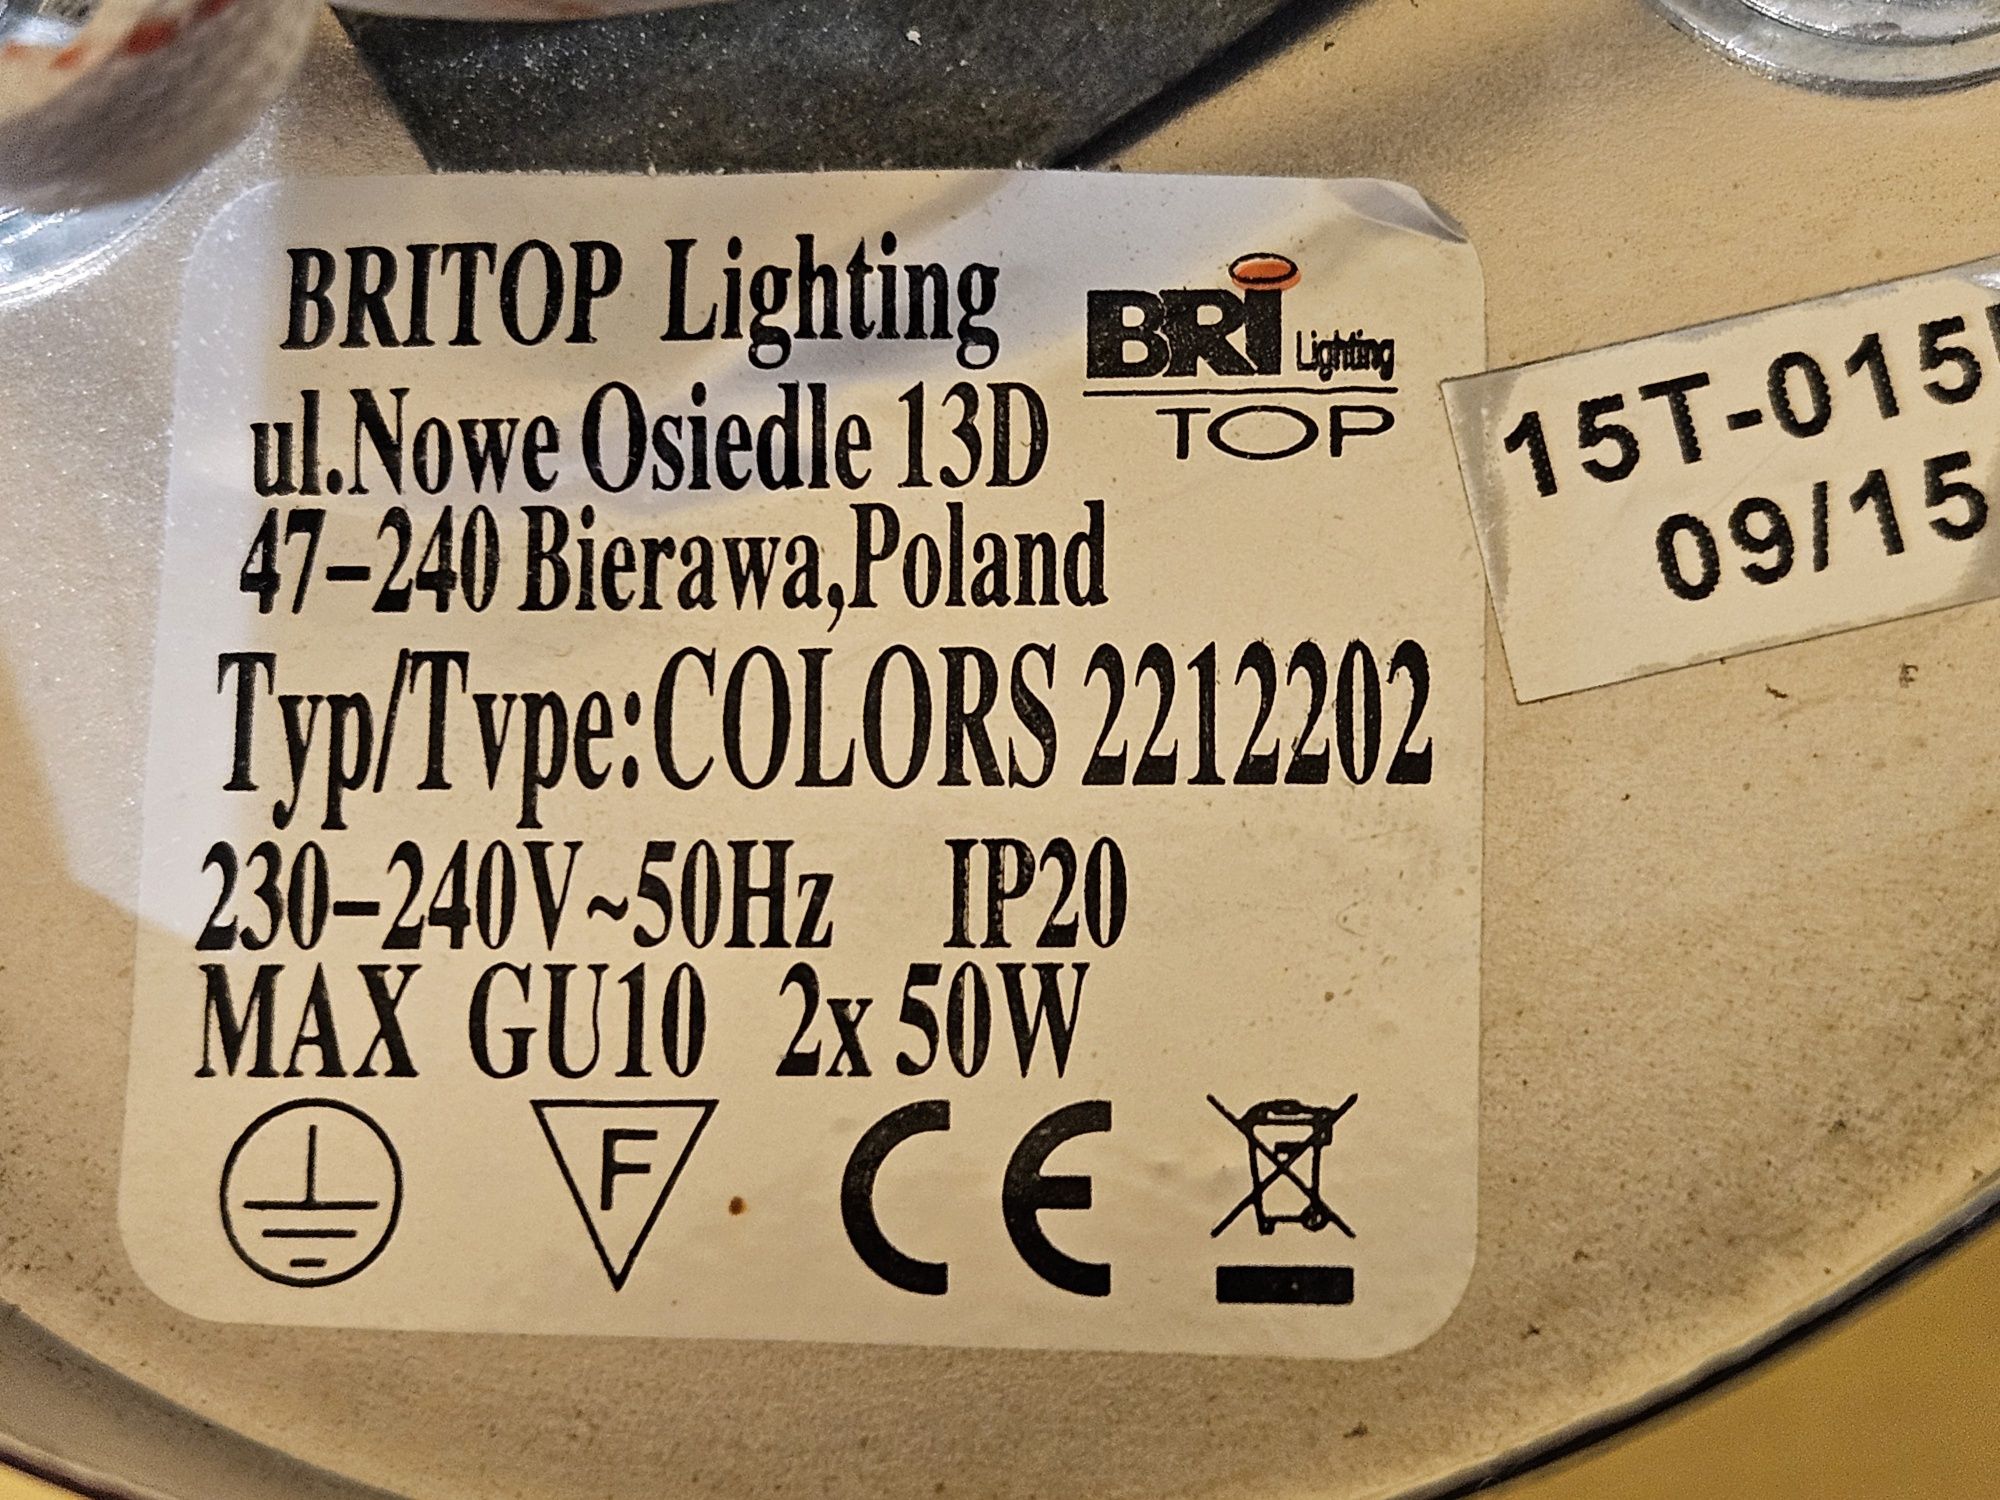 BRITOP Lighting
BRi Lighting
TOP
ul.Nowe Osiedle 13D
47-240 Bierawa,Poland
Typ/Tvpe:COLORS 2212202
230-240V~50Hz IP20
MAX GU10 2x 50W
F
CE
15T-015
09/15